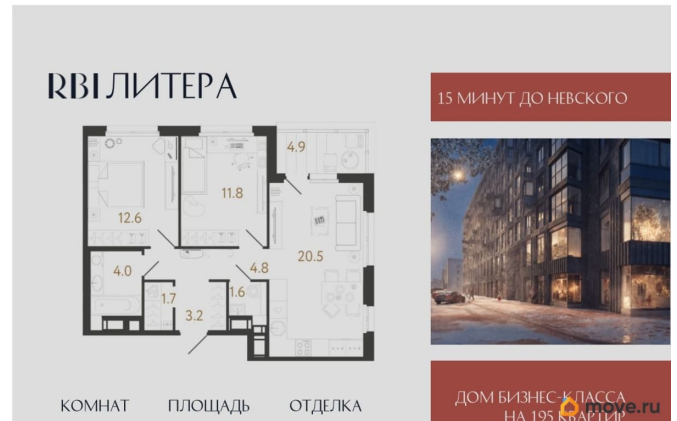 RBI ЛИТЕРА
15 МИНУТ ДО НЕВСКОГО
4.9
11.8
12.6
20.5
4.0
4.8
1.7
1.6
3.2
КОМНАТ ПЛОЩАДЬ ОТДЕЛКА
ДОМ БИЗНЕС-КЛАССА
НА 195 КВАРТИР
move.ru